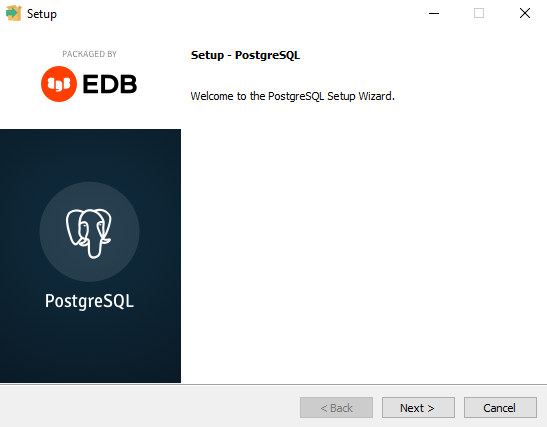 Setup
PACKAGED BY
EDB
Setup - PostgreSQL
Welcome to the PostgreSQL Setup Wizard.
PostgreSQL
< Back
Next >
Cancel